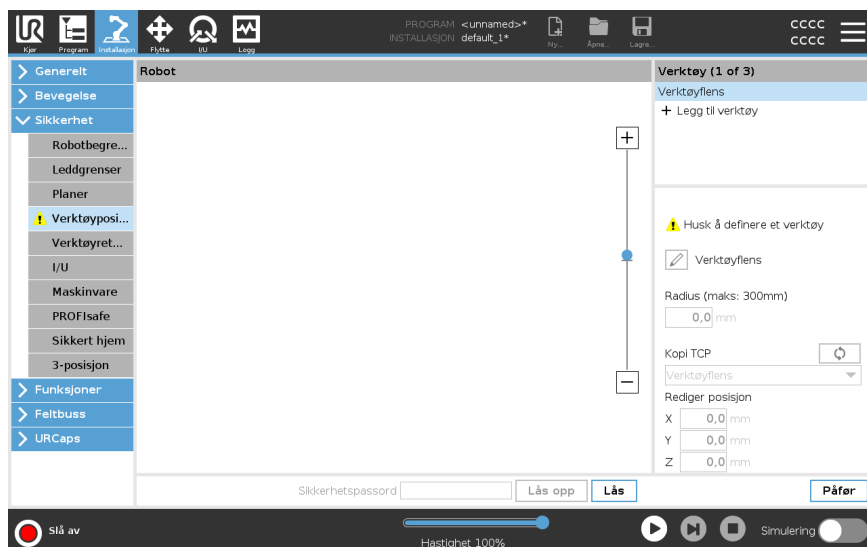 UR
Kjør
Program
Installasjon
Flytte
I/U
Logg
PROGRAM <unnamed>*
INSTALLASJON default_1*
Ny...
Åpne...
Lagre...
CCCC
CCCC
Generelt
Bevegelse
Sikkerhet
Robotbegre...
Leddgrenser
Planer
Verktøyposi...
Verktøyret...
I/U
Maskinvare
PROFIsafe
Sikkert hjem
3-posisjon
Funksjoner
Feltbuss
URCaps
Robot
Verktøy (1 of 3)
Verktøyflens
+ Legg til verktøy
Husk å definere et verktøy
Verktøyflens
Radius (maks: 300mm)
0,0 mm
Kopi TCP
Verktøyflens
Rediger posisjon
X 0,0 mm
Y 0,0 mm
Z 0,0 mm
Sikkerhetspassord
Lås opp
Lås
Påfør
Slå av
Hastighet 100%
Simulering